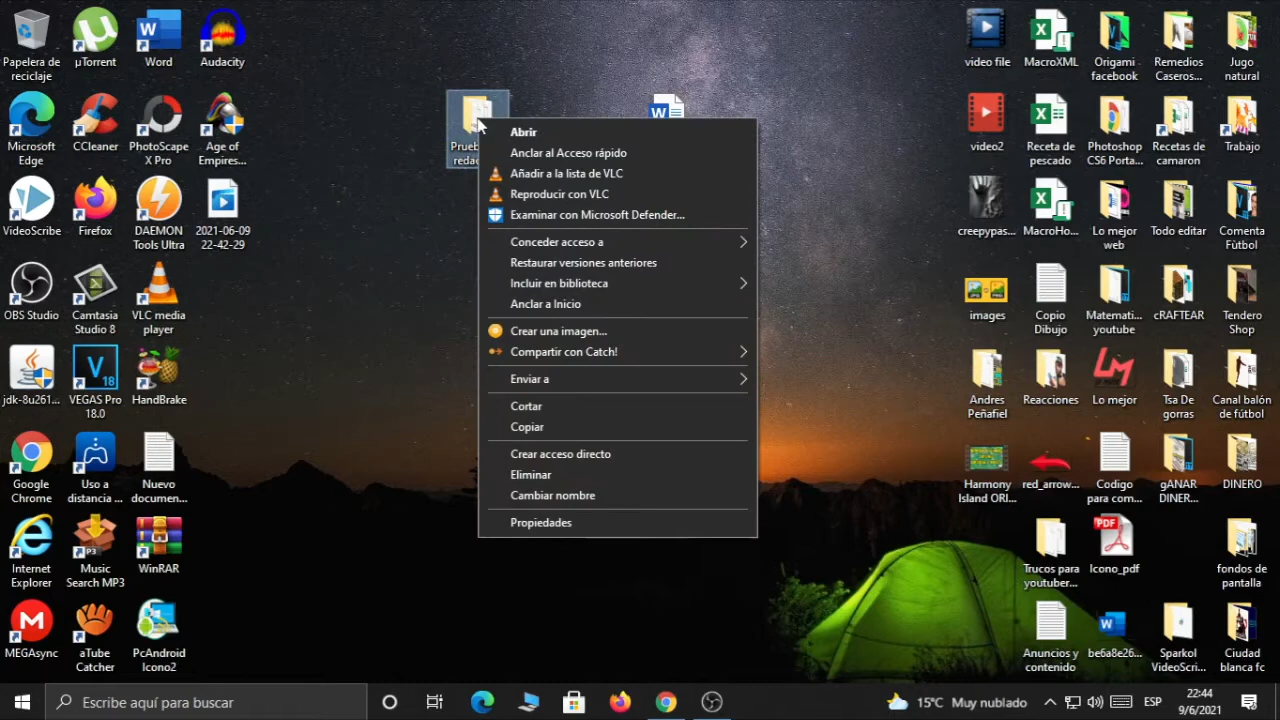 Papelera de
reciclaje
µTorrent
Word
Audacity
Microsoft
Edge
CCleaner
PhotoScape
X Pro
Age of
Empires...
VideoScribe
Firefox
DAEMON
Tools Ultra
2021-06-09
22-42-29
OBS Studio
Camtasia
Studio 8
VLC media
player
jdk-8u261...
VEGAS Pro
18.0
HandBrake
Google
Chrome
Uso a
distancia ...
Nuevo
documen...
Internet
Explorer
Music
Search MP3
WinRAR
MEGAsync
aTube
Catcher
PcAndroid
Icono2
Abrir
Anclar al Acceso rápido
Añadir a la lista de VLC
Reproducir con VLC
Examinar con Microsoft Defender...
Conceder acceso a
Restaurar versiones anteriores
Incluir en biblioteca
Anclar a Inicio
Crear una imagen...
Compartir con Catch!
Enviar a
Cortar
Copiar
Crear acceso directo
Eliminar
Cambiar nombre
Propiedades
video file
MacroXML
Origami
facebook
Remedios
Caseros...
Jugo
natural
video2
Receta de
pescado
Photoshop
CS6 Porta...
Recetas de
camaron
Trabajo
creepypas...
MacroHo...
Lo mejor
web
Todo editar
Comenta
Fùtbol
images
Copio
Dibujo
Matemati...
youtube
cRAFTEAR
Tendero
Shop
Andres
Peñafiel
Reacciones
Lo mejor
Tsa De
gorras
Canal balón
de fútbol
Harmony
Island ORI...
red_arrow...
Codigo
para com...
gANAR
DINER...
DINERO
Trucos para
youtuber...
PDF
Icono_pdf
fondos de
pantalla
Anuncios y
contenido
be6a8e26...
Sparkol
VideoScri...
Ciudad
blanca fc
Escribe aquí para buscar
15°C Muy nublado
ESP
22:44
9/6/2021